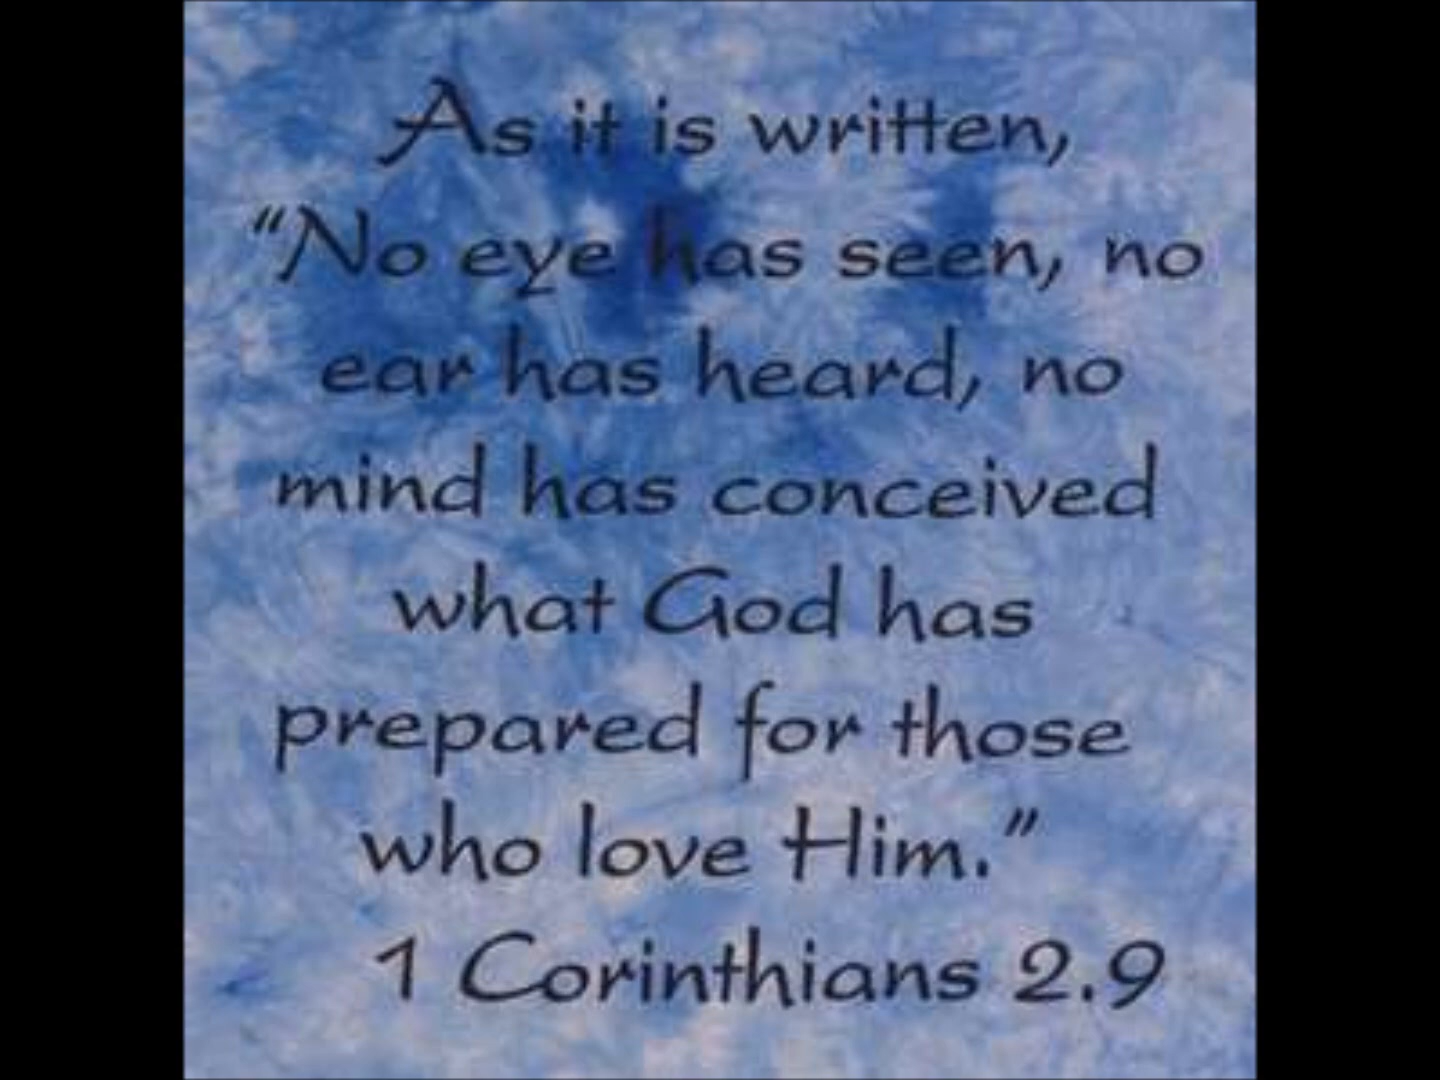 As it is written,
“No eye has seen, no
ear has heard, no
mind has conceived
what God has
prepared for those
who love Him.”
1 Corinthians 2.9